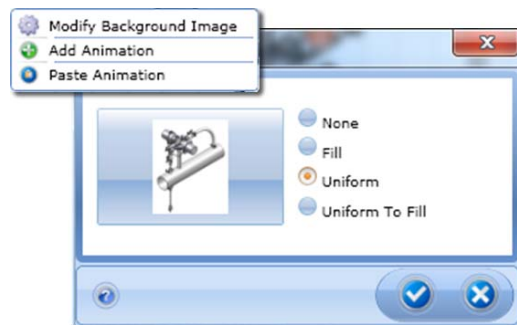 Modify Background Image
Add Animation
Paste Animation
None
Fill
Uniform
Uniform To Fill